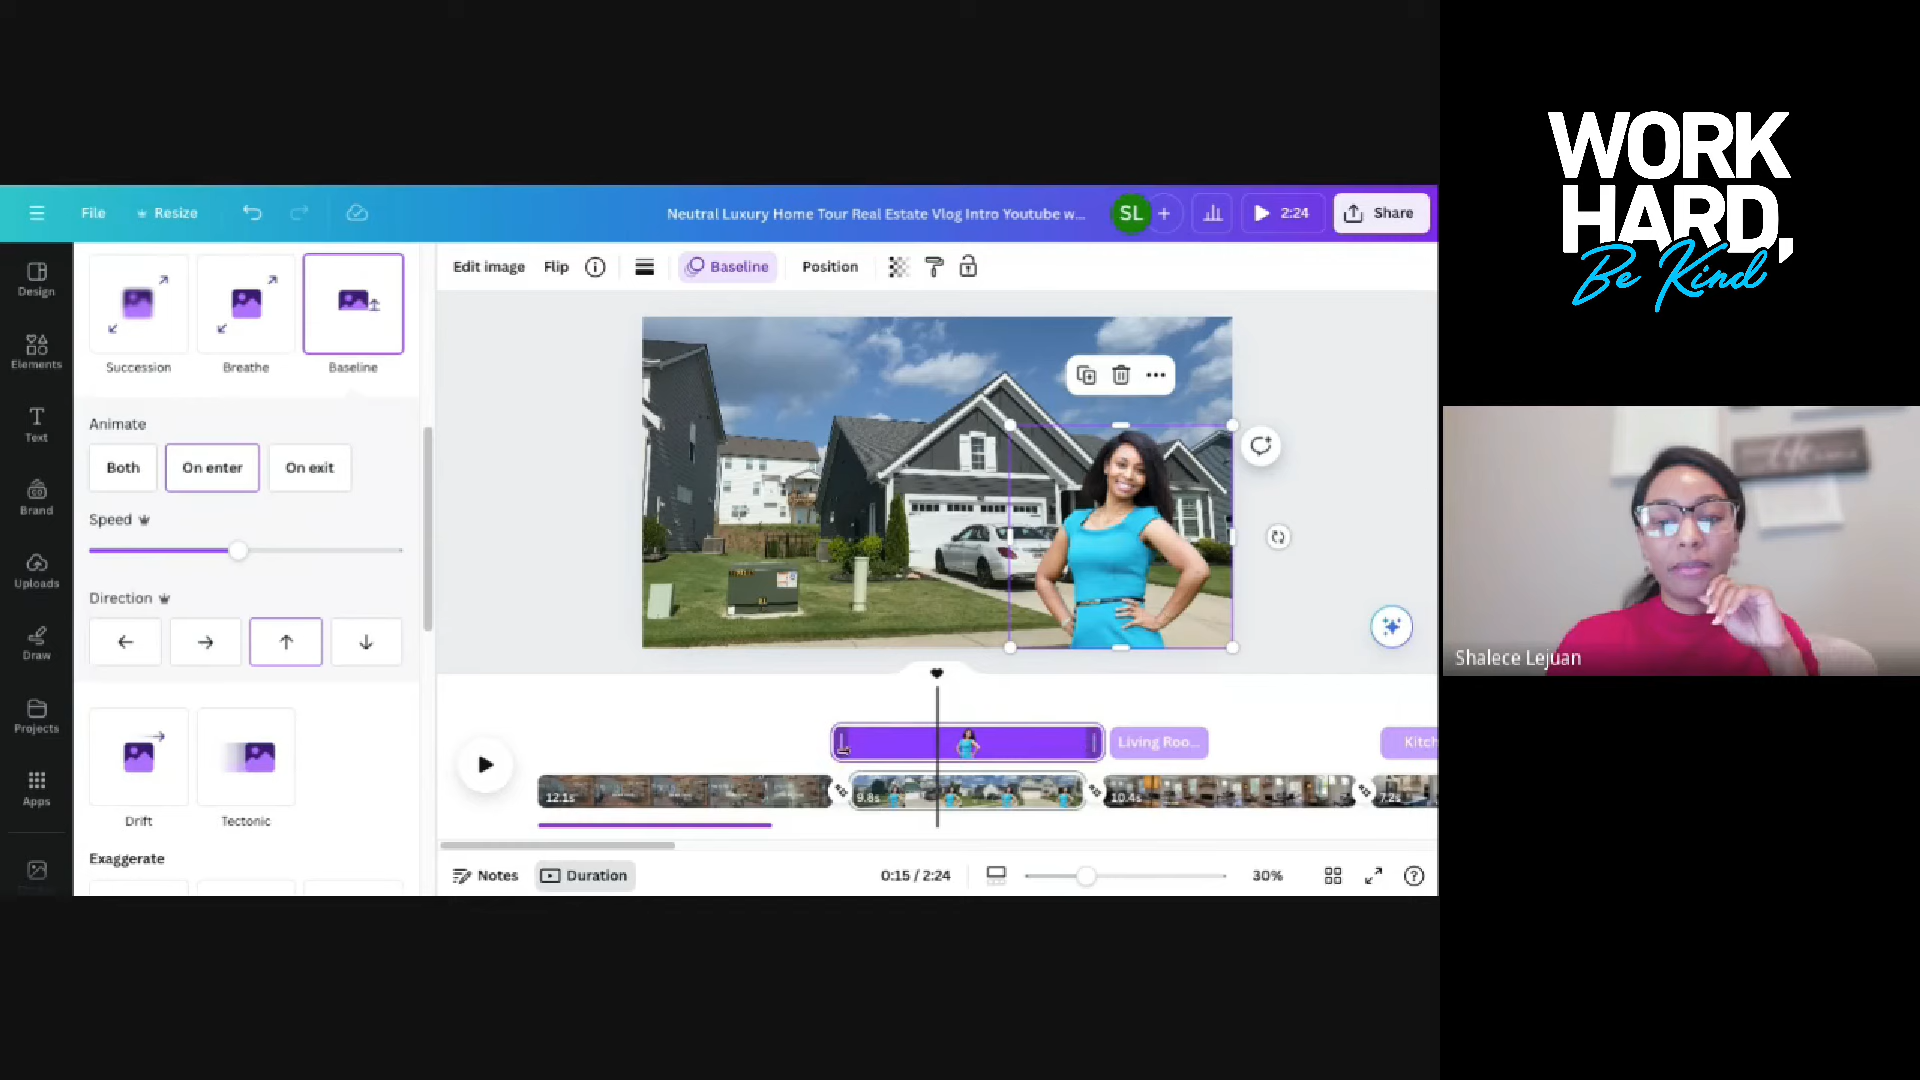 WORK
HARD,
Be Kind
File
Resize
Neutral Luxury Home Tour Real Estate Vlog Intro Youtube w...
SL
2:24
Share
Design
Elements
Text
Brand
Uploads
Draw
Projects
Apps
Succession
Breathe
Baseline
Animate
Both
On enter
On exit
Speed
Direction
Drift
Tectonic
Exaggerate
Edit image
Flip
Baseline
Position
Living Roo...
Kitch
12.1s
9.8s
10.4s
7.2s
Notes
Duration
0:15 / 2:24
30%
Shalece Lejuan